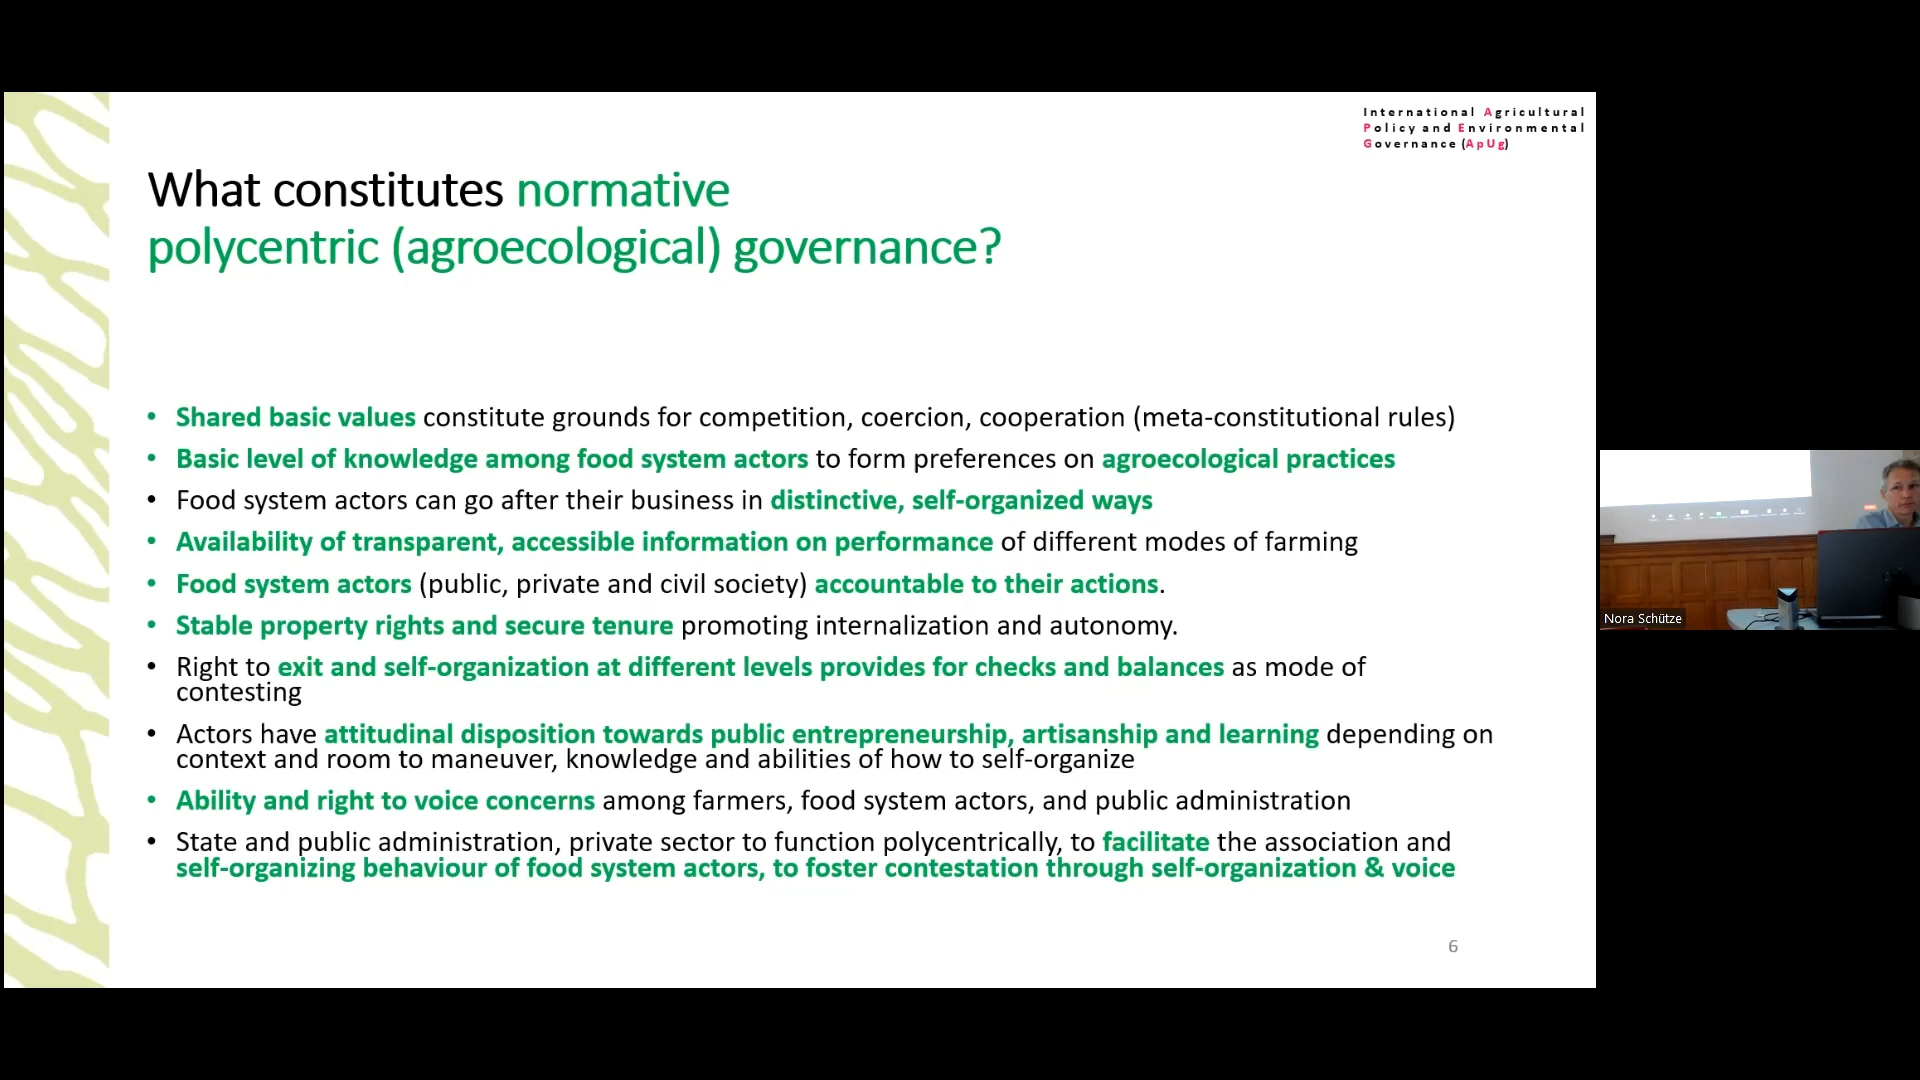 International Agricultural
Policy and Environmental
Governance (ApUg)
What constitutes normative
polycentric (agroecological) governance?
• Shared basic values constitute grounds for competition, coercion, cooperation (meta-constitutional rules)
• Basic level of knowledge among food system actors to form preferences on agroecological practices
• Food system actors can go after their business in distinctive, self-organized ways
• Availability of transparent, accessible information on performance of different modes of farming
• Food system actors (public, private and civil society) accountable to their actions.
• Stable property rights and secure tenure promoting internalization and autonomy.
• Right to exit and self-organization at different levels provides for checks and balances as mode of
contesting
• Actors have attitudinal disposition towards public entrepreneurship, artisanship and learning depending on
context and room to maneuver, knowledge and abilities of how to self-organize
• Ability and right to voice concerns among farmers, food system actors, and public administration
• State and public administration, private sector to function polycentrically, to facilitate the association and
self-organizing behaviour of food system actors, to foster contestation through self-organization & voice
6
Nora Schütze